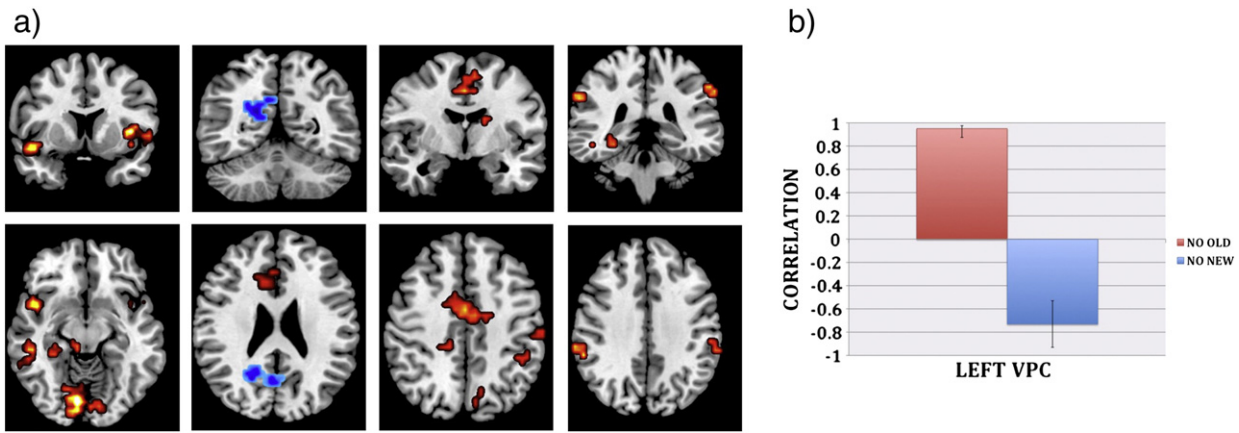 a)
b)
CORRELATION
1
0.8
0.6
0.4
0.2
0
-0.2
-0.4
-0.6
-0.8
-1
LEFT VPC
NO OLD
NO NEW